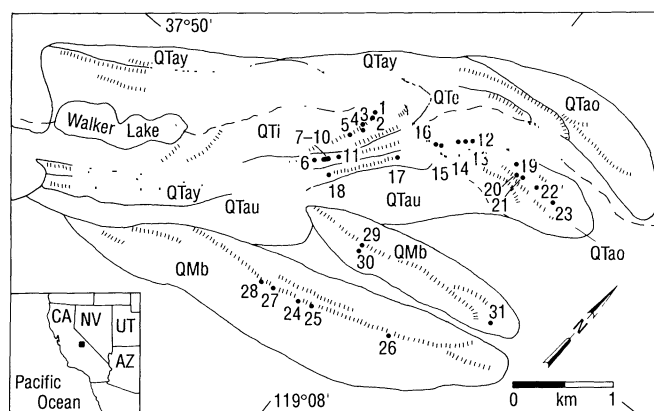 37°50'
QTay
QTay
QTao
QTc
Walker Lake
QTi
5 4 3 1
2
16
12
7–10
6
11
15
14
13
19
18
17
20
22
QTay
QTau
QTau
21
23
QTao
29
30
QMb
QMb
31
28
27
24
25
26
N
CA
NV
UT
AZ
Pacific
Ocean
119°08'
0 km 1